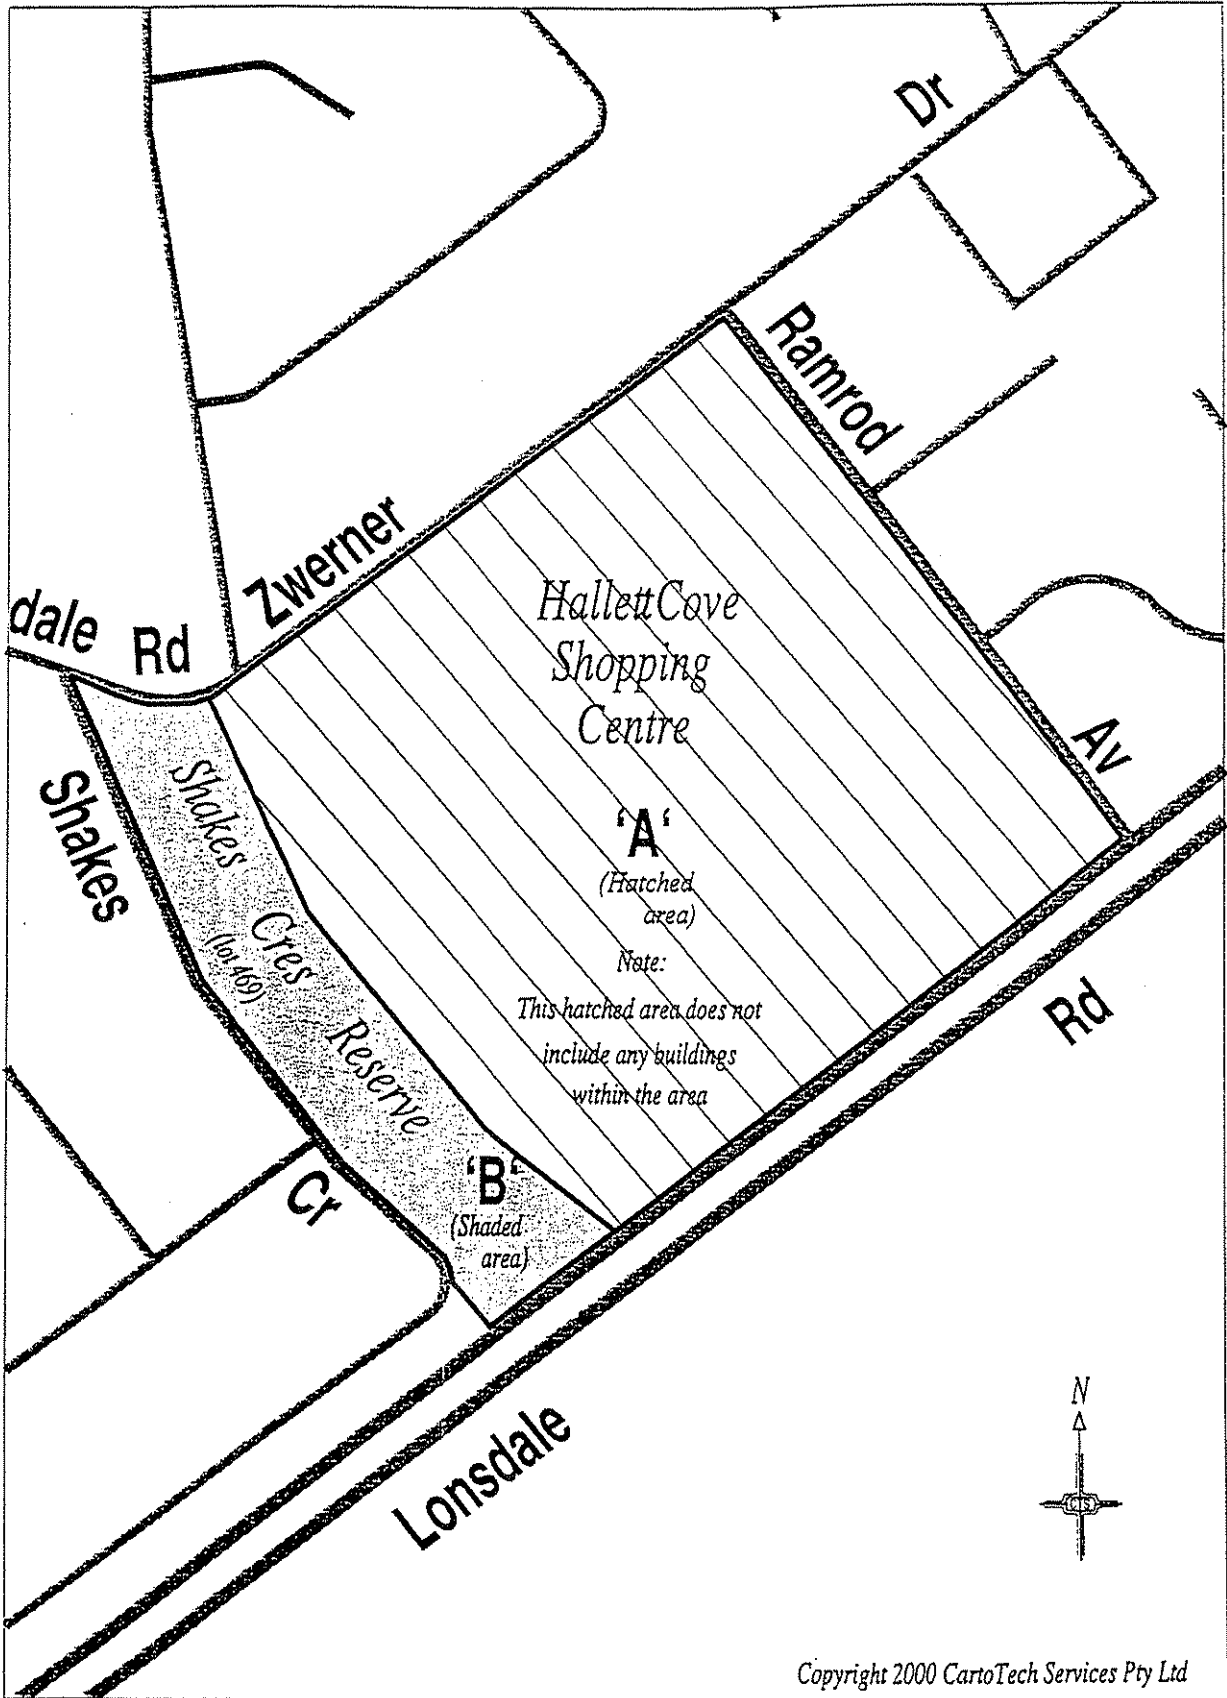 Dr
Ramrod
Zwerner
dale Rd
Hallett Cove
Shopping
Centre
Av
Shakes
Shakes
'A'
(Hatched
area)
Cres
(lot 469)
Note:
This hatched area does not
include any buildings
within the area
Rd
Reserve
'B'
(Shaded
area)
Cr
Lonsdale
N
CTS
Copyright 2000 CartoTech Services Pty Ltd